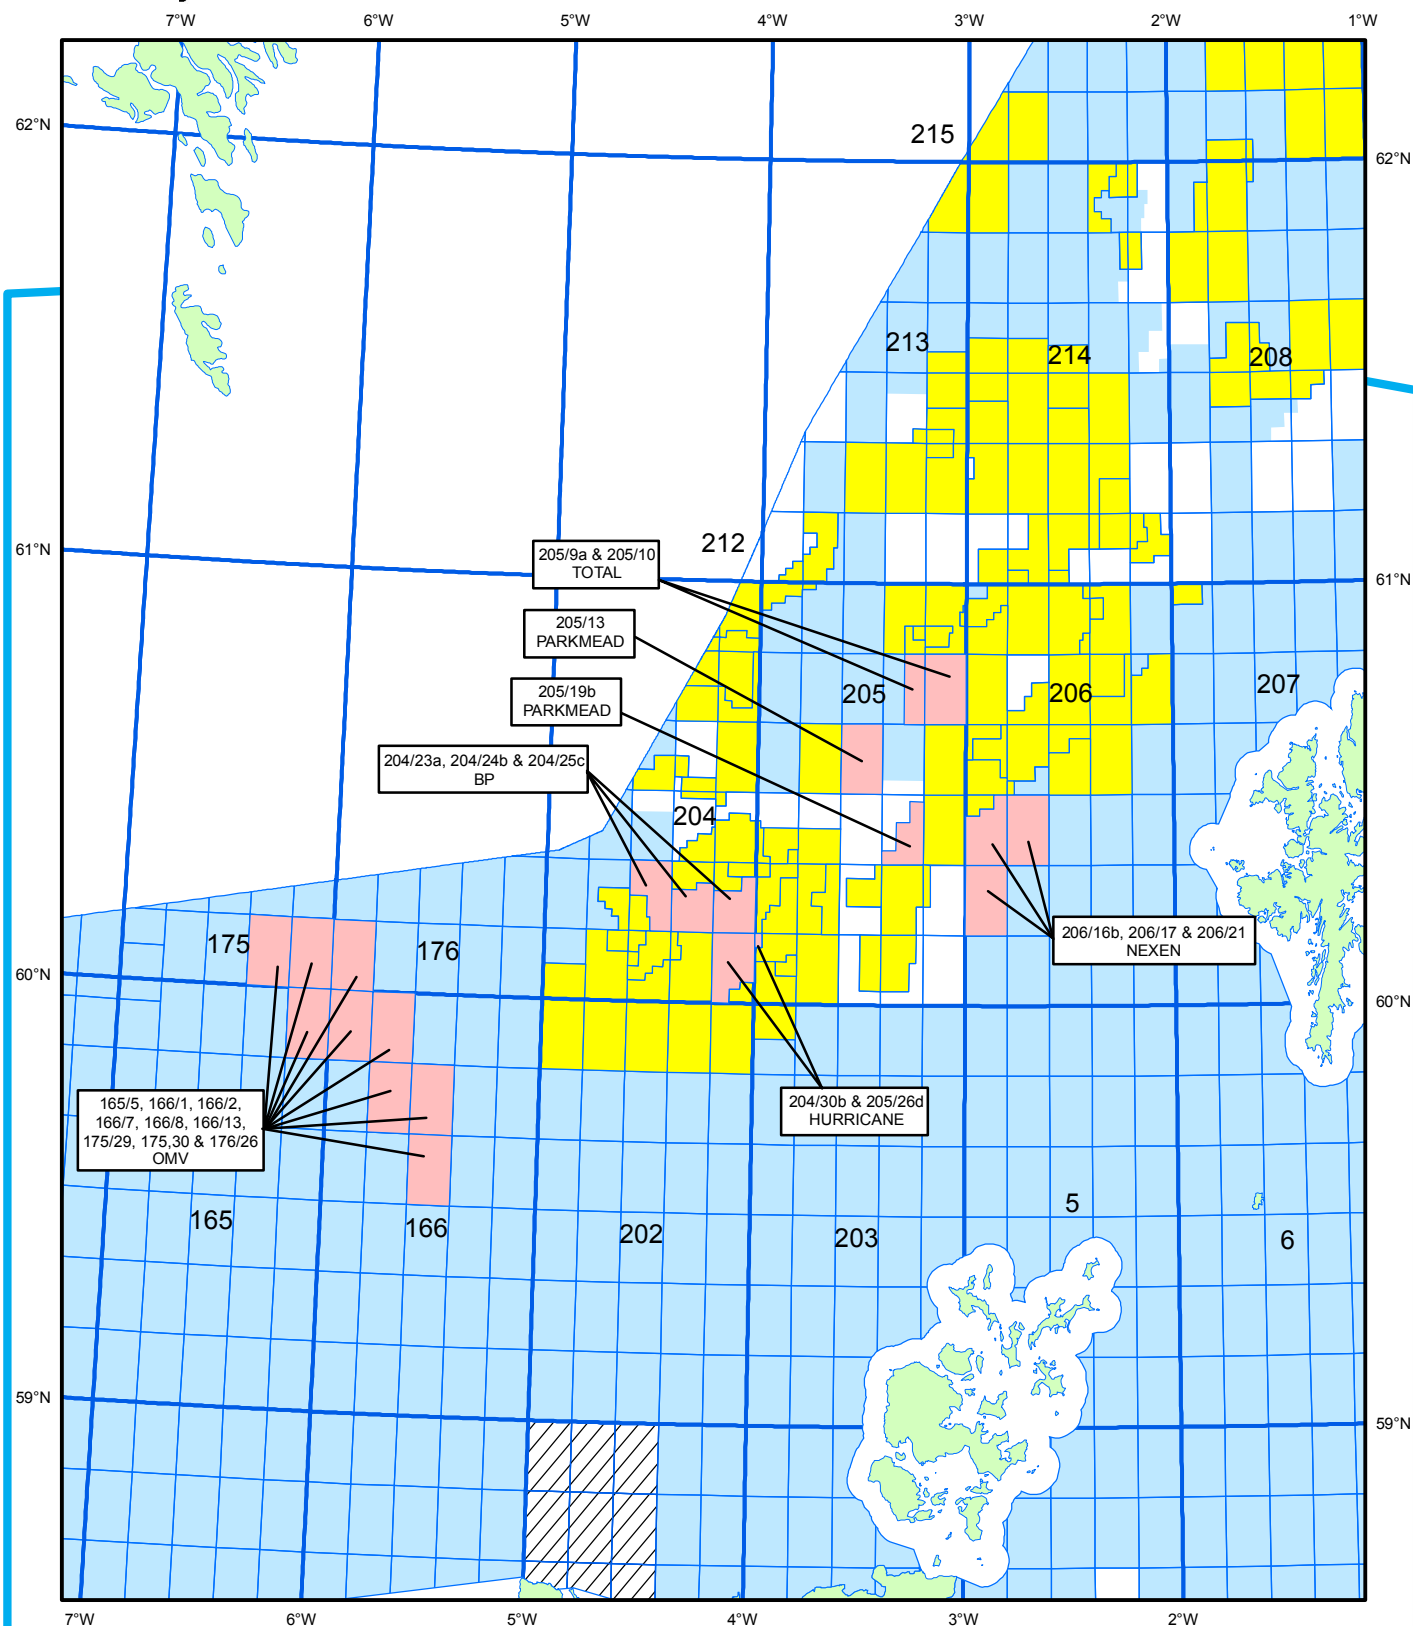 7°W 6°W 5°W 4°W 3°W 2°W 1°W
62°N
215
62°N
213
214
208
212
61°N
61°N
205/9a & 205/10
TOTAL
205/13
PARKMEAD
205/19b
PARKMEAD
205
206
207
204/23a, 204/24b & 204/25c
BP
204
175
176
206/16b, 206/17 & 206/21
NEXEN
60°N
60°N
165/5, 166/1, 166/2,
166/7, 166/8, 166/13,
175/29, 175,30 & 176/26
OMV
204/30b & 205/26d
HURRICANE
165
166
202
203
5
6
59°N
59°N
7°W 6°W 5°W 4°W 3°W 2°W